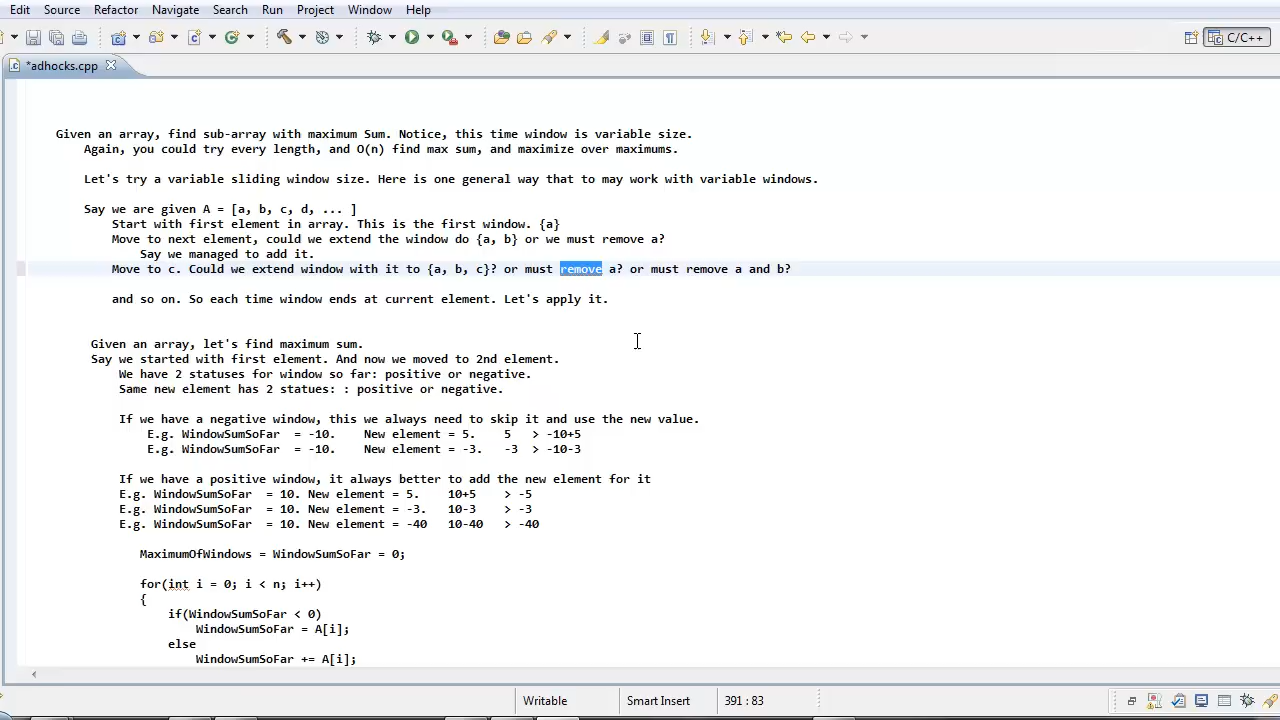 Edit Source Refactor Navigate Search Run Project Window Help
C/C++
*adhocks.cpp
Given an array, find sub-array with maximum Sum. Notice, this time window is variable size.
Again, you could try every length, and O(n) find max sum, and maximize over maximums.
Let's try a variable sliding window size. Here is one general way that to may work with variable windows.
Say we are given A = [a, b, c, d, ... ]
Start with first element in array. This is the first window. {a}
Move to next element, could we extend the window do {a, b} or we must remove a?
Say we managed to add it.
Move to c. Could we extend window with it to {a, b, c}? or must remove a? or must remove a and b?
and so on. So each time window ends at current element. Let's apply it.
Given an array, let's find maximum sum.
Say we started with first element. And now we moved to 2nd element.
We have 2 statuses for window so far: positive or negative.
Same new element has 2 statues: : positive or negative.
If we have a negative window, this we always need to skip it and use the new value.
E.g. WindowSumSoFar = -10. New element = 5. 5 > -10+5
E.g. WindowSumSoFar = -10. New element = -3. -3 > -10-3
If we have a positive window, it always better to add the new element for it
E.g. WindowSumSoFar = 10. New element = 5. 10+5 > -5
E.g. WindowSumSoFar = 10. New element = -3. 10-3 > -3
E.g. WindowSumSoFar = 10. New element = -40 10-40 > -40
MaximumOfWindows = WindowSumSoFar = 0;
for(int i = 0; i < n; i++)
{
if(WindowSumSoFar < 0)
WindowSumSoFar = A[i];
else
WindowSumSoFar += A[i];
Writable Smart Insert 391 : 83